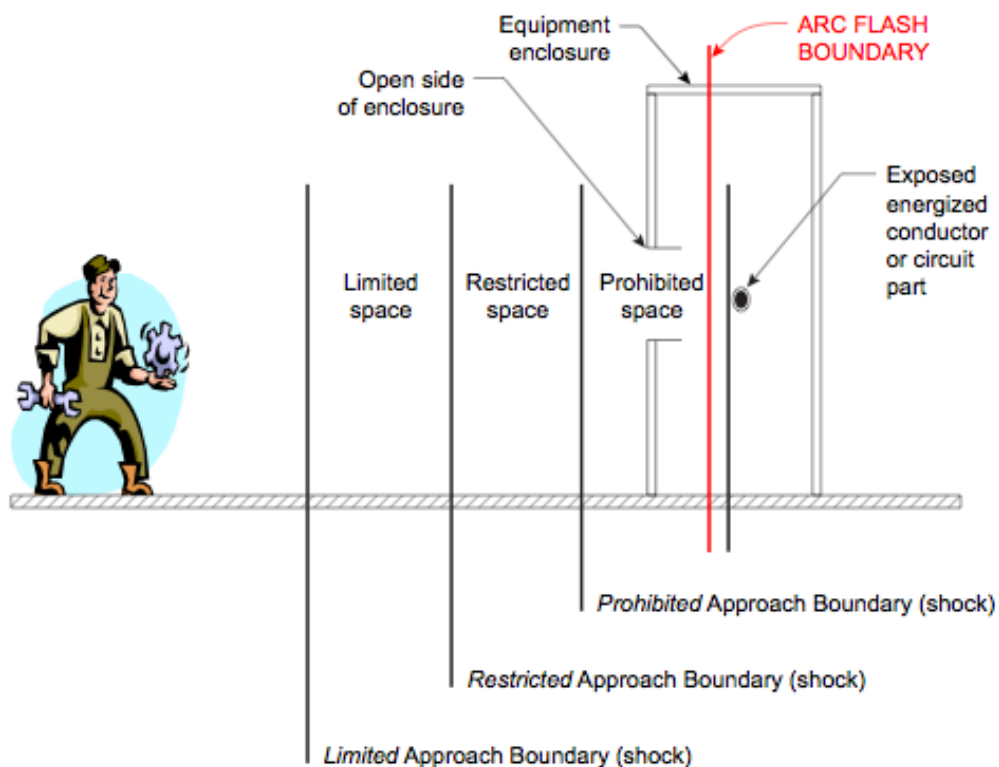 Equipment
enclosure
ARC FLASH
BOUNDARY
Open side
of enclosure
Exposed
energized
conductor
or circuit
part
Limited
space
Restricted
space
Prohibited
space
Prohibited Approach Boundary (shock)
Restricted Approach Boundary (shock)
Limited Approach Boundary (shock)